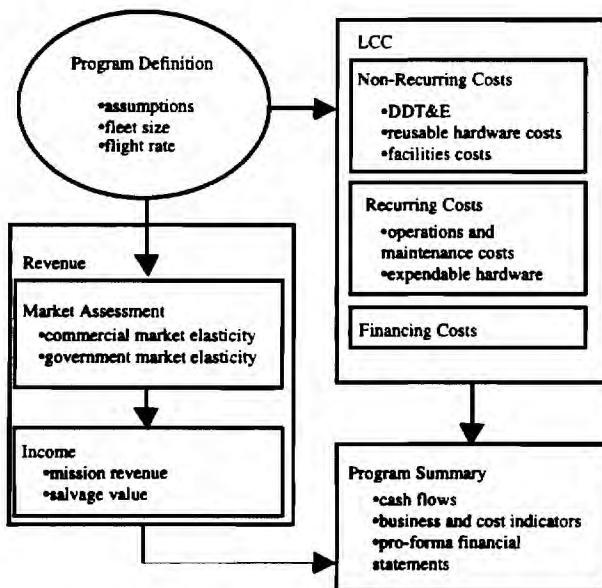 Program Definition
•assumptions
•fleet size
•flight rate
LCC
Non-Recurring Costs
•DDT&E
•reusable hardware costs
•facilities costs
Recurring Costs
•operations and
maintenance costs
•expendable hardware
Financing Costs
Revenue
Market Assessment
•commercial market elasticity
•government market elasticity
Income
•mission revenue
•salvage value
Program Summary
•cash flows
•business and cost indicators
•pro-forma financial
statements